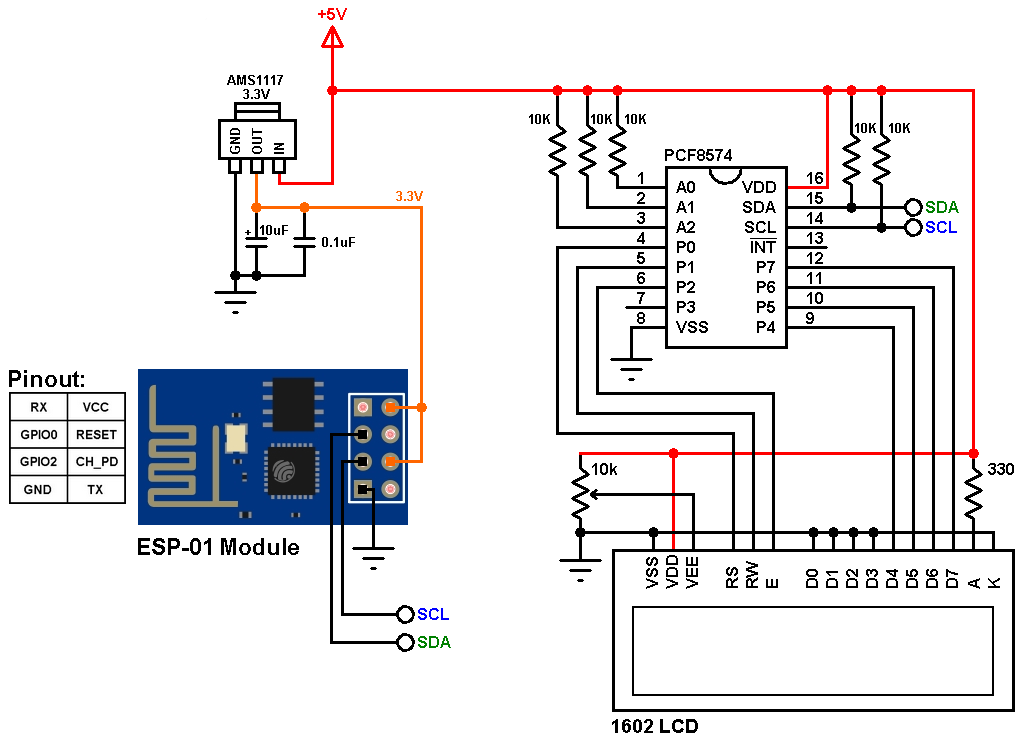 +5V
AMS1117
3.3V
GND
OUT
IN
3.3V
+
10uF
0.1uF
10K
10K
10K
10K
10K
PCF8574
1 A0 VDD 16
2 A1 SDA 15
SDA
3 A2 SCL 14
SCL
4 P0 INT 13
5 P1 P7 12
6 P2 P6 11
7 P3 P5 10
8 VSS P4 9
Pinout:
RX VCC
GPIO0 RESET
GPIO2 CH_PD
GND TX
ESP-01 Module
SCL
SDA
10k
330
VSS
VDD
VEE
RS
RW
E
D0
D1
D2
D3
D4
D5
D6
D7
A
K
1602 LCD